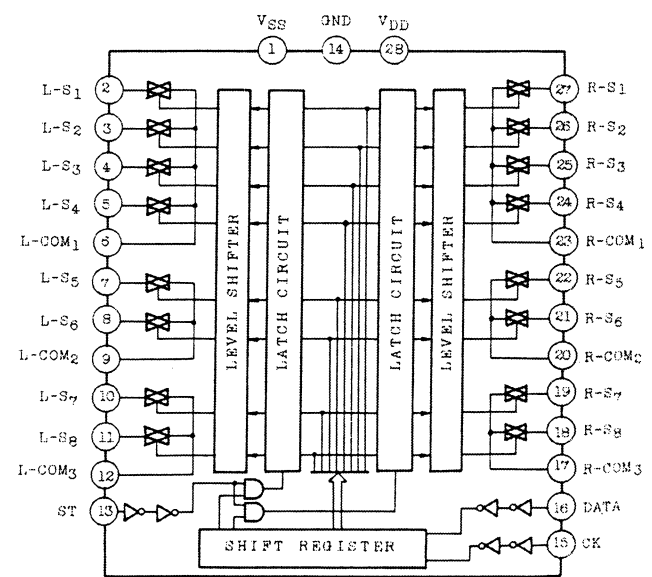 V_SS GND V_DD
1 14 28
L-S1 2 27 R-S1
L-S2 3 26 R-S2
L-S3 4 25 R-S3
L-S4 5 24 R-S4
L-COM1 6 23 R-COM1
L-S5 7 22 R-S5
L-S6 8 21 R-S6
L-COM2 9 20 R-COM2
L-S7 10 19 R-S7
L-S8 11 18 R-S8
L-COM3 12 17 R-COM3
ST 13 16 DATA
15 CK
LEVEL SHIFTER
LATCH CIRCUIT
LATCH CIRCUIT
LEVEL SHIFTER
SHIFT REGISTER